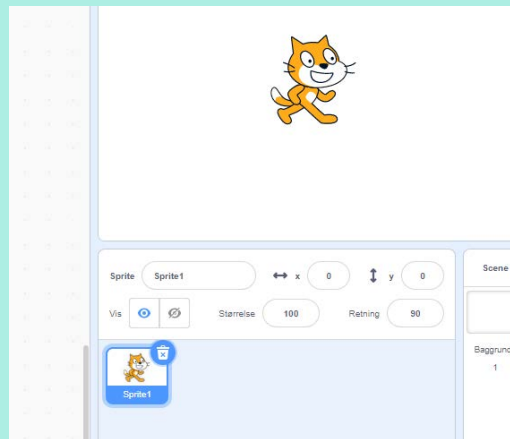 Sprite Sprite1 x 0 y 0 Scene
Vis Størrelse 100 Retning 90
Baggrund
1
Sprite1